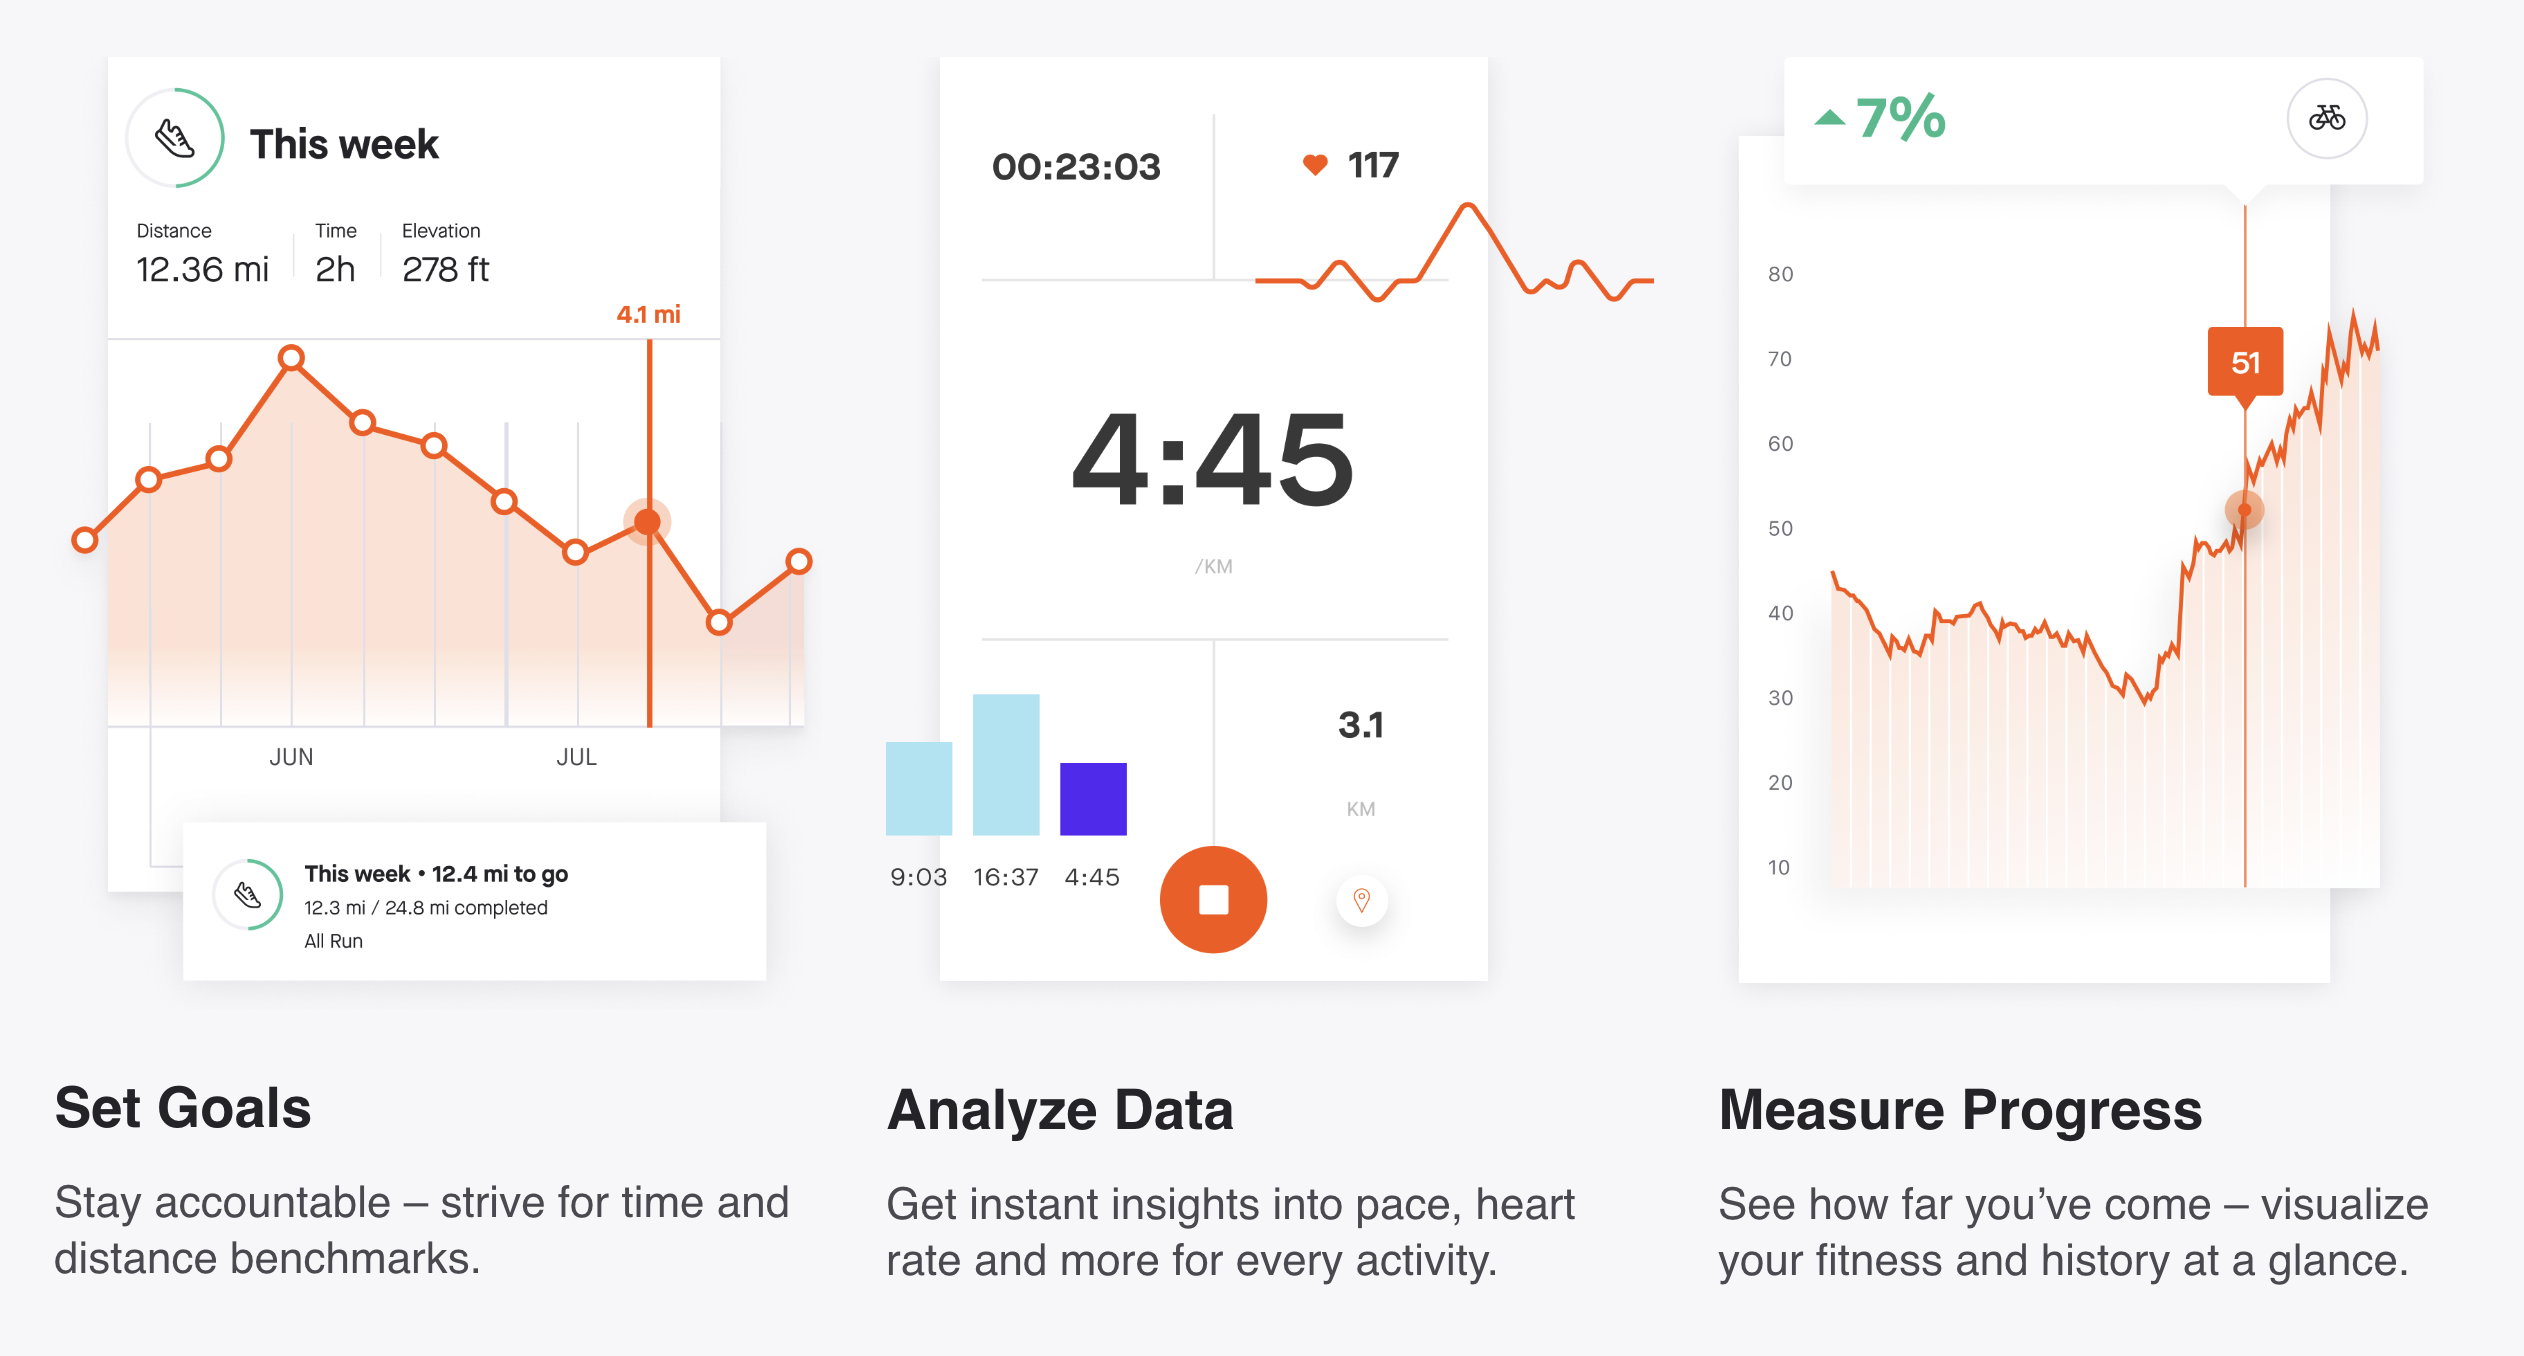 This week
Distance Time Elevation
12.36 mi 2h 278 ft
4.1 mi
JUN JUL
This week • 12.4 mi to go
12.3 mi / 24.8 mi completed
All Run
Set Goals
Stay accountable – strive for time and
distance benchmarks.
00:23:03 117
4:45
/KM
3.1
KM
9:03 16:37 4:45
Analyze Data
Get instant insights into pace, heart
rate and more for every activity.
7%
80
70
51
60
50
40
30
20
10
Measure Progress
See how far you’ve come – visualize
your fitness and history at a glance.